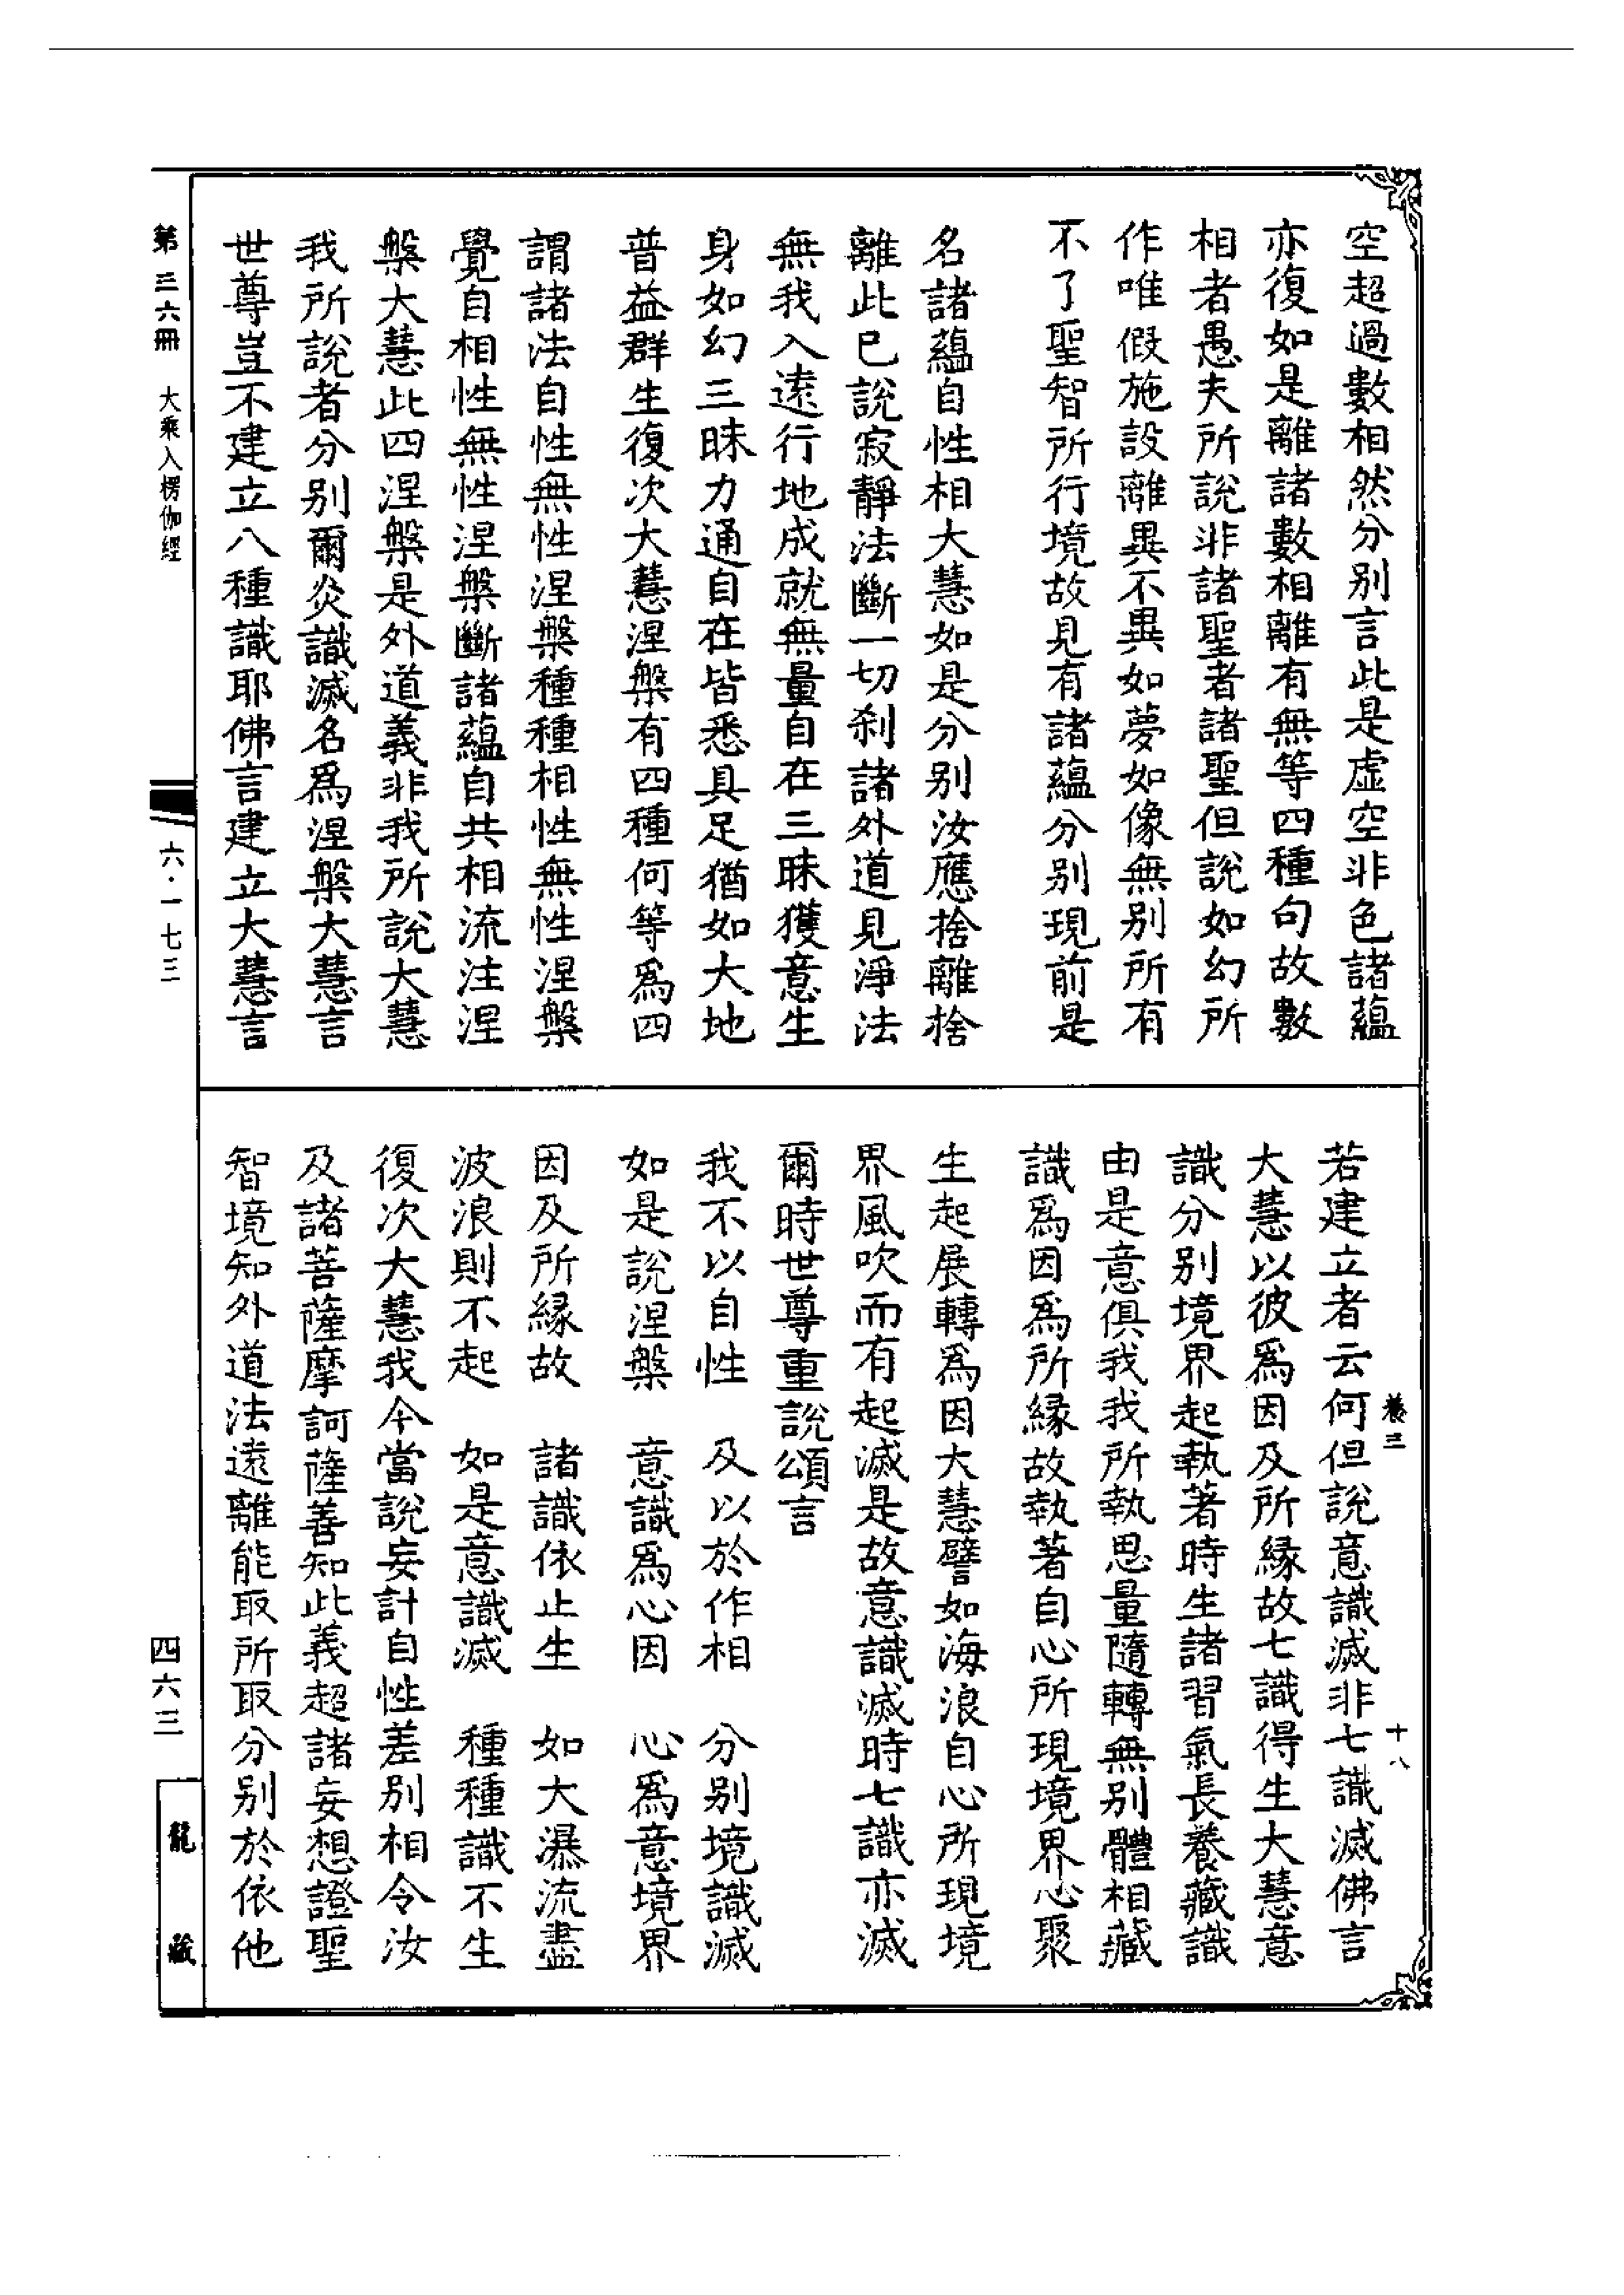 空超過數相然分别言此是虛空非色諸蘊
亦復如是離諸數相離有無等四種句故數
相者愚夫所說非諸聖者諸聖但說如幻所
作唯假施設離異不異如夢如像無别所有
不了聖智所行境故見有諸蘊分别現前是
名諸蘊自性相大慧如是分别汝應捨離捨
離此已說寂靜法斷一切刹諸外道見淨法
無我入遠行地成就無量自在三昧獲意生
身如幻三昧力通自在皆悉具足猶如大地
普益群生復次大慧涅槃有四種何等爲四
謂諸法自性無性涅槃種種相性無性涅槃
覺自相性無性涅槃斷諸蘊自共相流注涅
槃大慧此四涅槃是外道義非我所說大慧
我所說者分别爾炎識滅名爲涅槃大慧言
世尊豈不建立八種識耶佛言建立大慧言
卷三
十八
若建立者云何但說意識滅非七識滅佛言
大慧以彼爲因及所緣故七識得生大慧意
識分别境界起執著時生諸習氣長養藏識
由是意俱我我所執思量隨轉無别體相藏
識爲因爲所緣故執著自心所現境界心聚
生起展轉爲因大慧譬如海浪自心所現境
界風吹而有起滅是故意識滅時七識亦滅
爾時世尊重說頌言
我不以自性　及以於作相　分别境識滅
如是說涅槃　意識爲心因　心爲意境界
因及所緣故　諸識依止生　如大瀑流盡
波浪則不起　如是意識滅　種種識不生
復次大慧我今當說妄計自性差别相令汝
及諸菩薩摩訶薩善知此義超諸妄想證聖
智境知外道法遠離能取所取分别於依他
第三六冊　大乘入楞伽經
六·一七三
四六三
龍藏